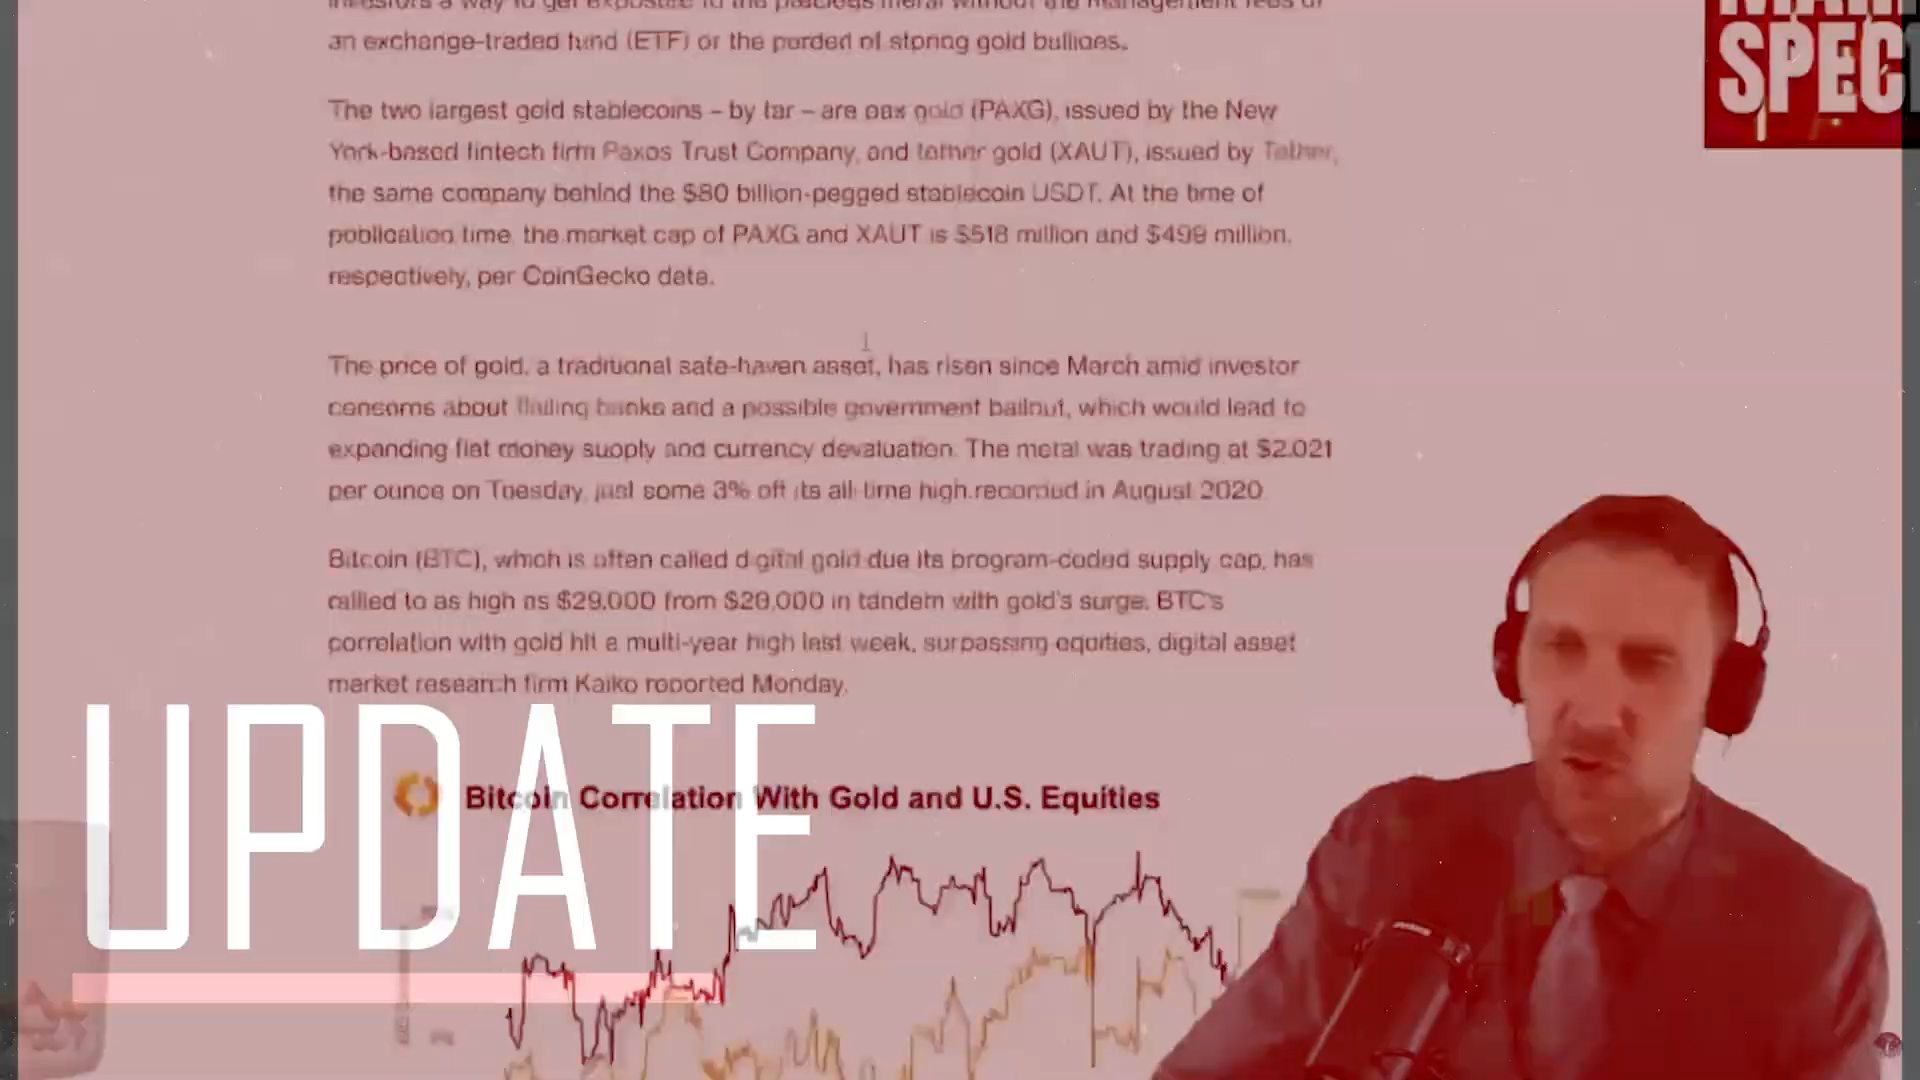 an exchange-traded fund (ETF) or the of storing gold bullions.
SPEC
The two largest gold stablecoins – by far – are pax gold (PAXG), issued by the New
York-based fintech firm Paxos Trust Company, and tether gold (XAUT), issued by Tether,
the same company behind the $80 billion-pegged stablecoin USDT. At the time of
publication time, the market cap of PAXG and XAUT is $518 million and $499 million,
respectively, per CoinGecko data.
The price of gold, a traditional safe-haven asset, has risen since March amid investor
concerns about failing banks and a possible government bailout, which would lead to
expanding fiat money supply and currency devaluation. The metal was trading at $2,021
per ounce on Tuesday, just some 3% off its all-time high recorded in August 2020.
Bitcoin (BTC), which is often called digital gold due its program-coded supply cap, has
rallied to as high as $29,000 from $20,000 in tandem with gold's surge. BTC's
correlation with gold hit a multi-year high last week, surpassing equities, digital asset
market research firm Kaiko reported Monday.
UPDATE
Bitcoin Correlation With Gold and U.S. Equities